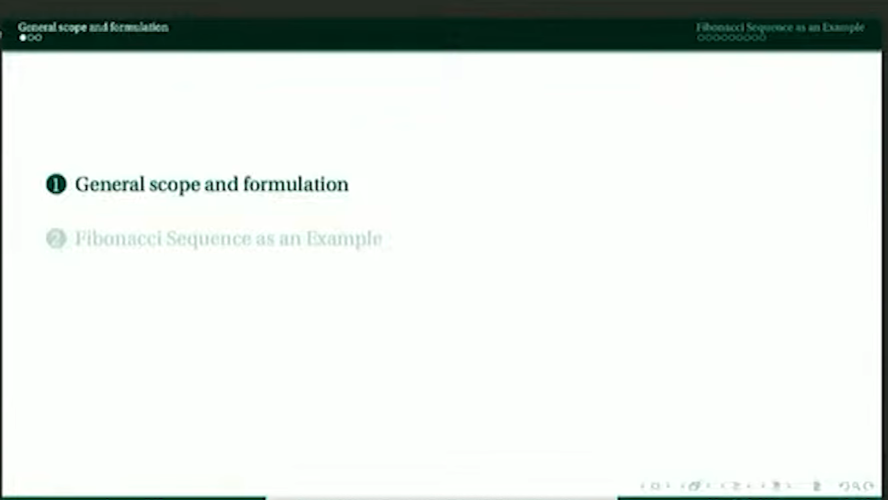 General scope and formulation
Fibonacci Sequence as an Example
1 General scope and formulation
2 Fibonacci Sequence as an Example